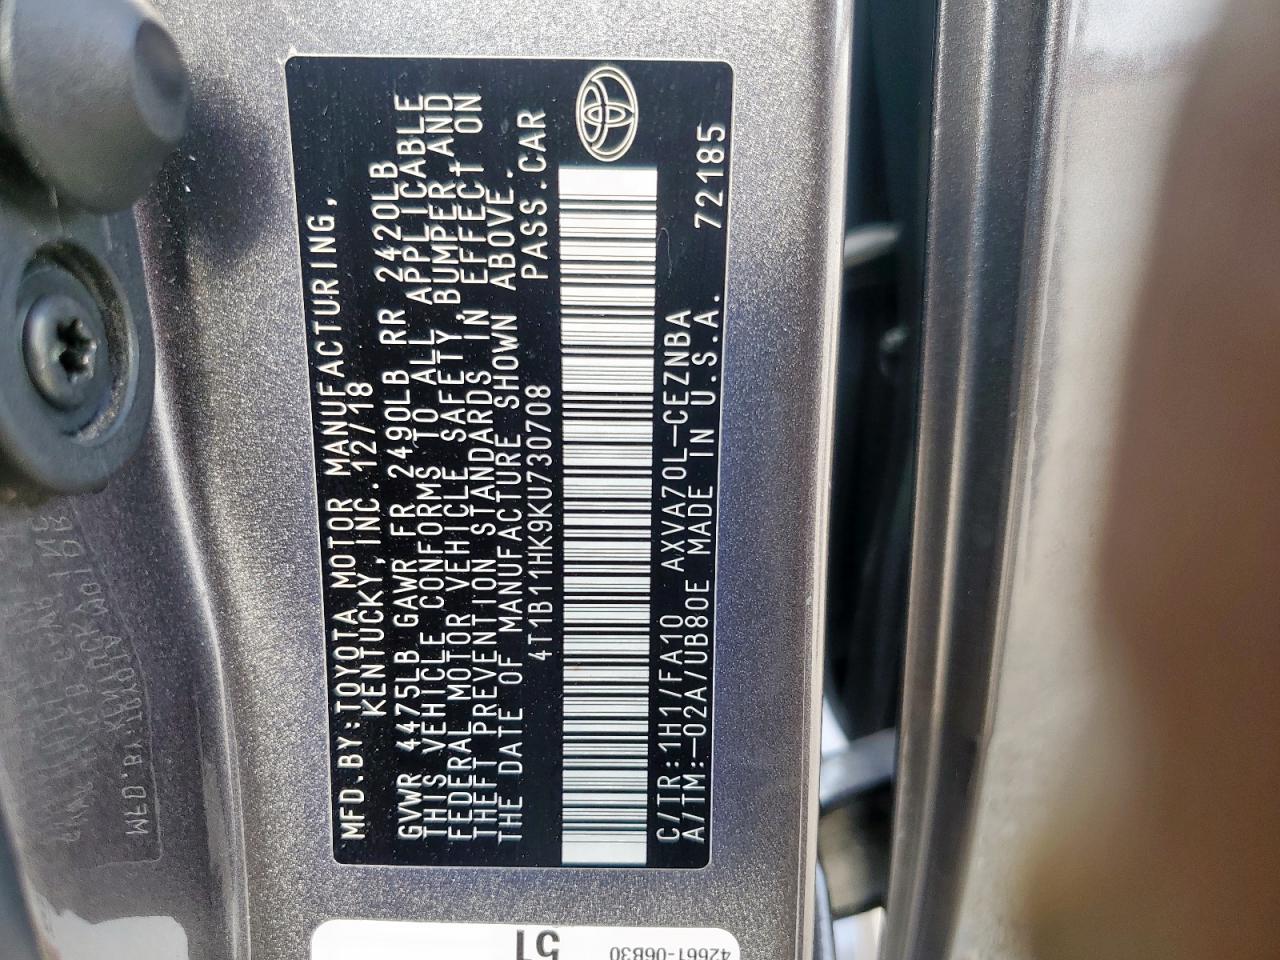 MFD.BY:TOYOTA MOTOR MANUFACTURING,
KENTUCKY,INC.12/18
GVWR 4475LB GAWR FR 2490LB RR 2420LB
THIS VEHICLE CONFORMS TO ALL APPLICABLE
FEDERAL MOTOR VEHICLE SAFETY,BUMPER AND
THEFT PREVENTION STANDARDS IN EFFECT ON
THE DATE OF MANUFACTURE SHOWN ABOVE.
4T1B11HK9KU730708 PASS.CAR
C/TR:1H1/FA10 AXVA70L-CEZNBA
A/TM:-02A/UB80E MADE IN U.S.A. 72185
51
42661-06B30